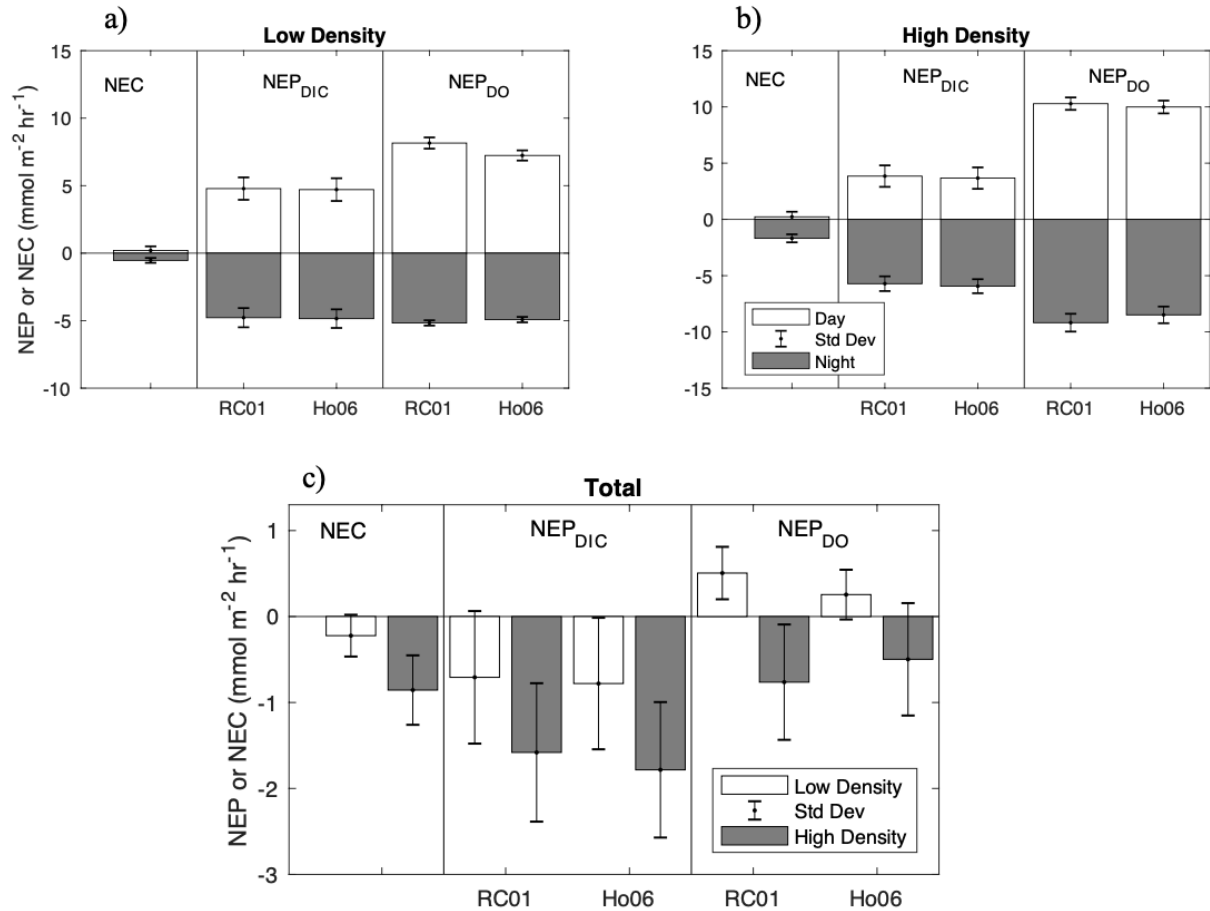 a)
Low Density
NEP or NEC (mmol m⁻² hr⁻¹)
15
10
5
0
-5
-10
NEC
NEP_DIC
NEP_DO
RC01
Ho06
RC01
Ho06
b)
High Density
15
10
5
0
-5
-10
-15
NEC
NEP_DIC
NEP_DO
Day
Std Dev
Night
RC01
Ho06
RC01
Ho06
c)
Total
NEP or NEC (mmol m⁻² hr⁻¹)
1
0
-1
-2
-3
NEC
NEP_DIC
NEP_DO
Low Density
Std Dev
High Density
RC01
Ho06
RC01
Ho06